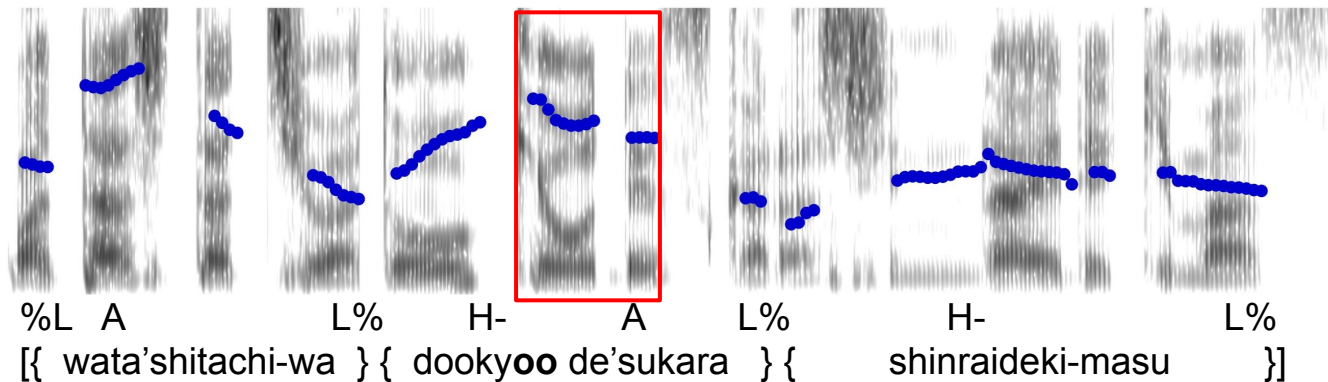 %L A L% H- A L% H- L%
[{ wata'shitachi-wa } { dookyoo de'sukara } { shinraideki-masu }]